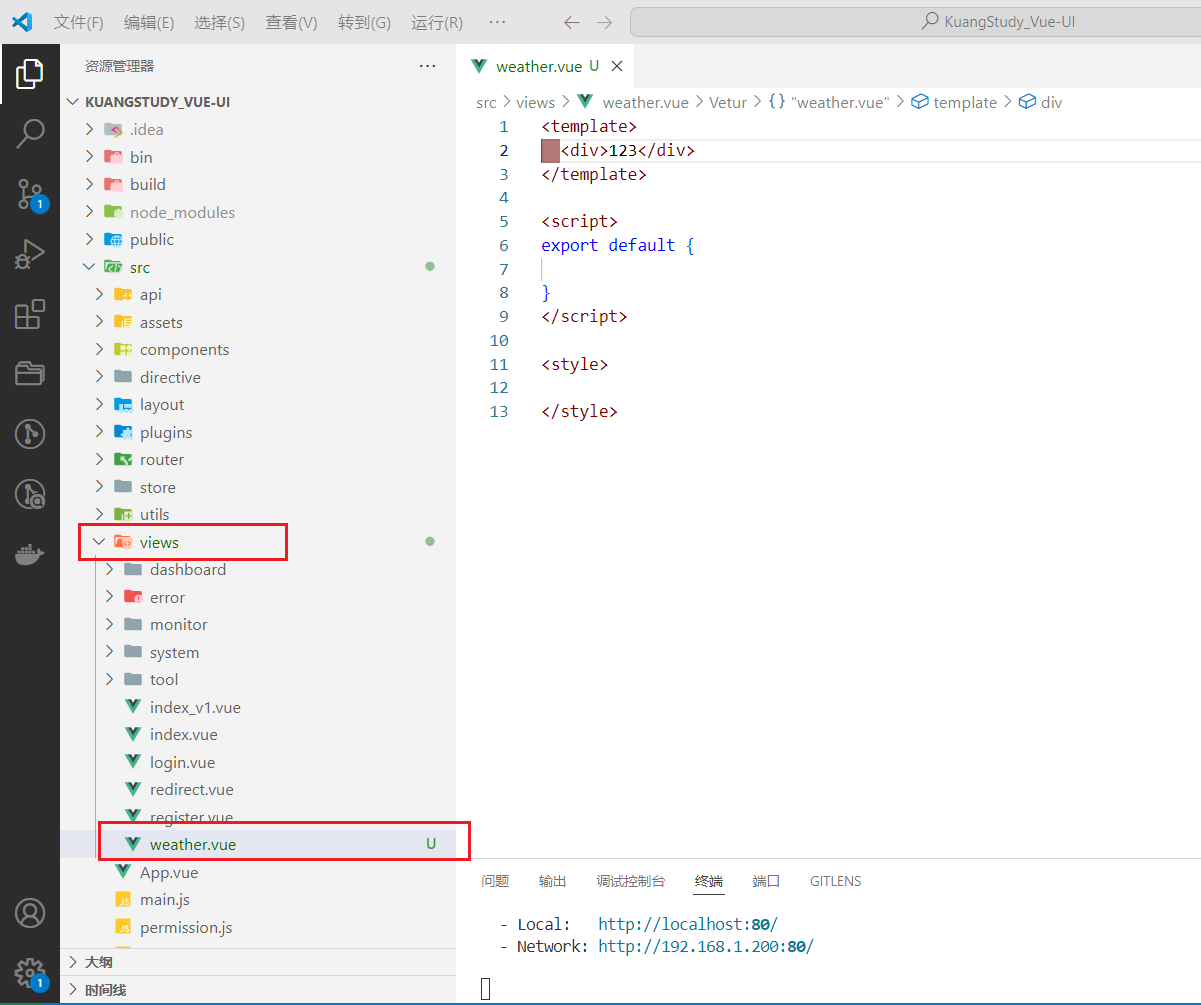 文件(F) 编辑(E) 选择(S) 查看(V) 转到(G) 运行(R) ··· KuangStudy_Vue-UI
资源管理器 ···
KUANGSTUDY_VUE-UI
.idea
bin
build
node_modules
public
src
api
assets
components
directive
layout
plugins
router
store
utils
views
dashboard
error
monitor
system
tool
index_v1.vue
index.vue
login.vue
redirect.vue
register.vue
weather.vue U
App.vue
main.js
permission.js
大纲
时间线
1
1
weather.vue U
src > views > weather.vue > Vetur > {} "weather.vue" > template > div
1 <template>
2 <div>123</div>
3 </template>
4
5 <script>
6 export default {
7
8 }
9 </script>
10
11 <style>
12
13 </style>
问题 输出 调试控制台 终端 端口 GITLENS
- Local: http://localhost:80/
- Network: http://192.168.1.200:80/